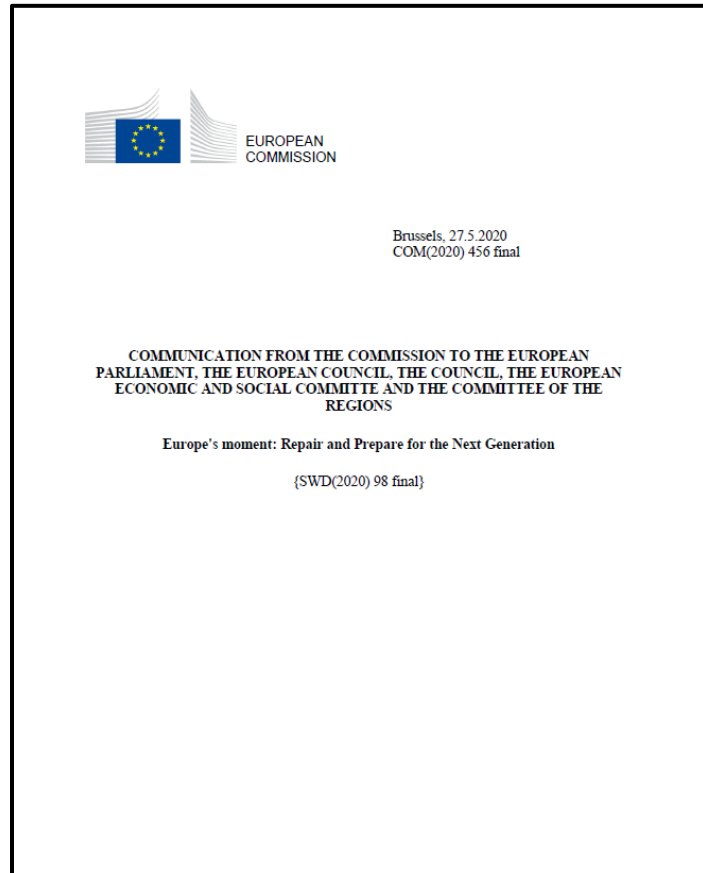 EUROPEAN
COMMISSION
Brussels, 27.5.2020
COM(2020) 456 final
COMMUNICATION FROM THE COMMISSION TO THE EUROPEAN
PARLIAMENT, THE EUROPEAN COUNCIL, THE COUNCIL, THE EUROPEAN
ECONOMIC AND SOCIAL COMMITTE AND THE COMMITTEE OF THE
REGIONS
Europe's moment: Repair and Prepare for the Next Generation
{SWD(2020) 98 final}